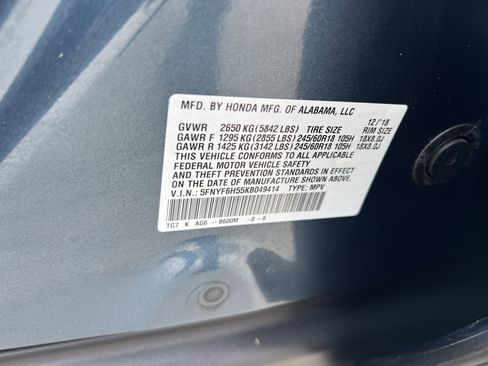 MFD. BY HONDA MFG. OF ALABAMA, LLC
12/'18
GVWR 2650 KG (5842 LBS) TIRE SIZE RIM SIZE
GAWR F 1295 KG (2855 LBS) 245/60R18 105H 18X8.0J
GAWR R 1425 KG (3142 LBS) 245/60R18 105H 18X8.0J
THIS VEHICLE CONFORMS TO ALL APPLICABLE
FEDERAL MOTOR VEHICLE SAFETY
AND THEFT PREVENTION STANDARDS IN EFFECT
ON THE DATE OF MANUFACTURE SHOWN ABOVE.
V.I.N.: 5FNYF6H55KB049414 TYPE: MPV
TG7 K AG6 -B600M -B-B